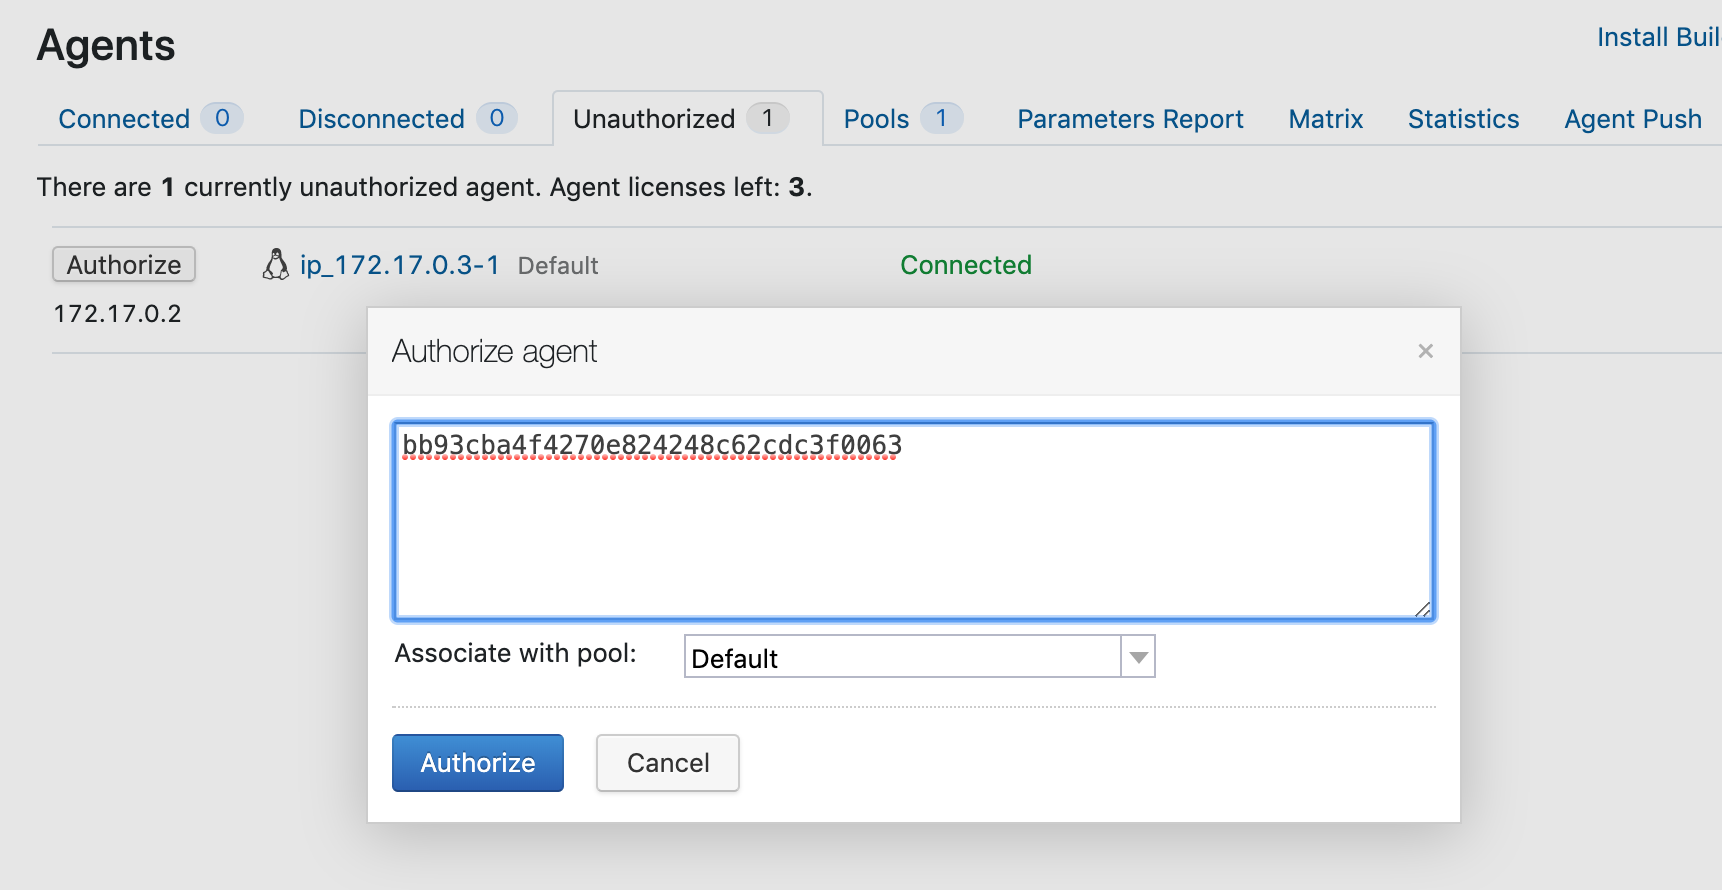 Agents
Install Buil
Connected 0 Disconnected 0 Unauthorized 1 Pools 1 Parameters Report Matrix Statistics Agent Push
There are 1 currently unauthorized agent. Agent licenses left: 3.
Authorize ip_172.17.0.3-1 Default Connected
172.17.0.2
Authorize agent ×
bb93cba4f4270e824248c62cdc3f0063
Associate with pool: Default
Authorize Cancel